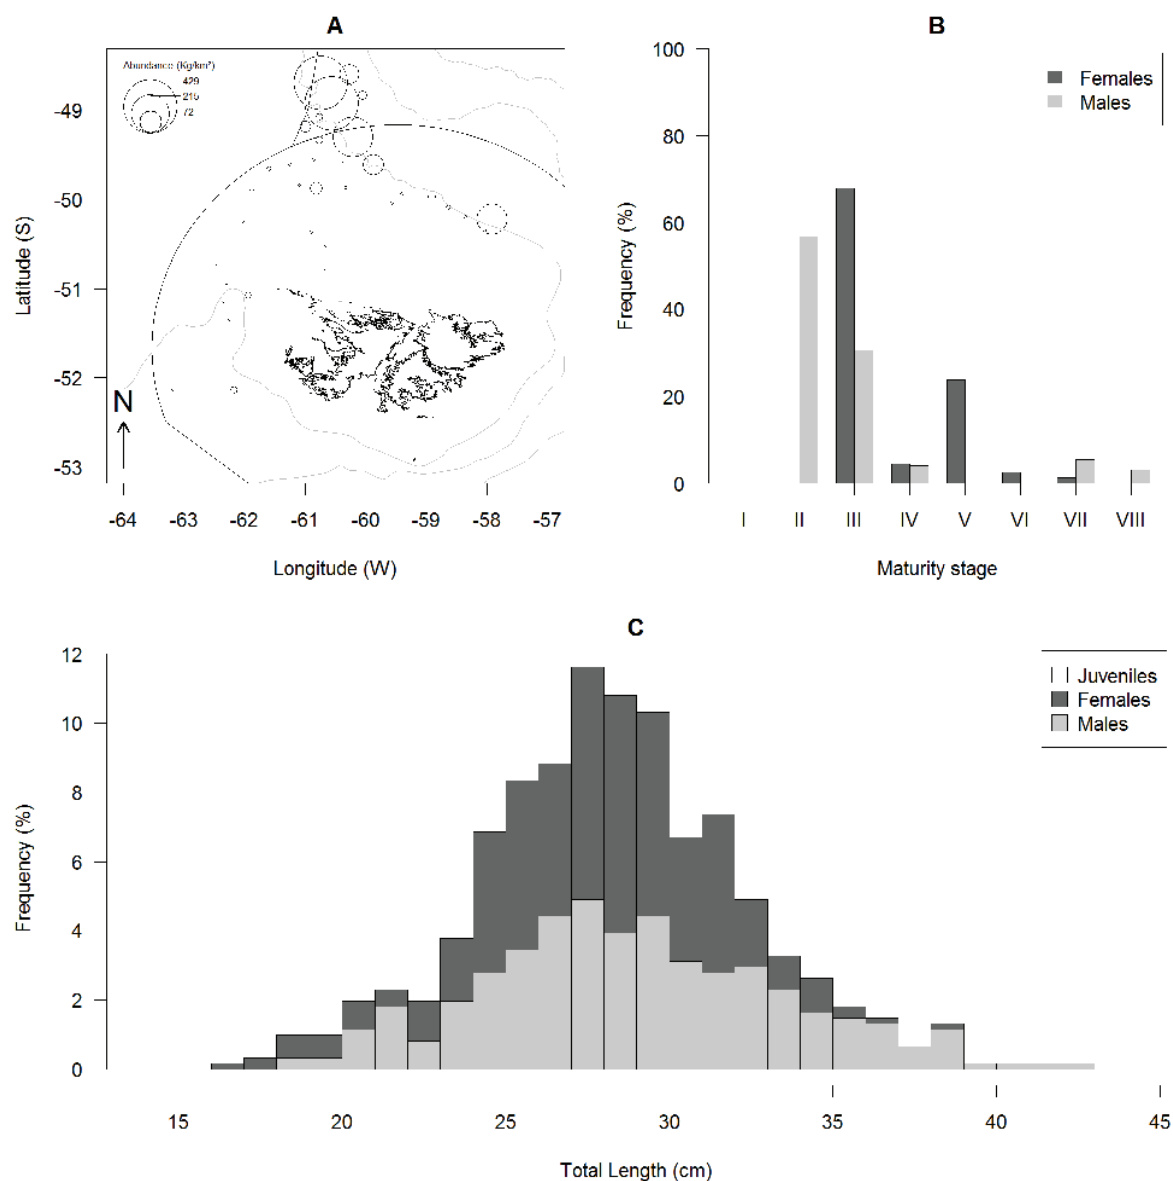 A
Abundance (Kg/km²)
429
215
72
-49
-50
-51
-52
-53
Latitude (S)
N
-64 -63 -62 -61 -60 -59 -58 -57
Longitude (W)
B
100
80
60
40
20
0
Frequency (%)
Females
Males
I II III IV V VI VII VIII
Maturity stage
C
12
10
8
6
4
2
0
Frequency (%)
Juveniles
Females
Males
15 20 25 30 35 40 45
Total Length (cm)